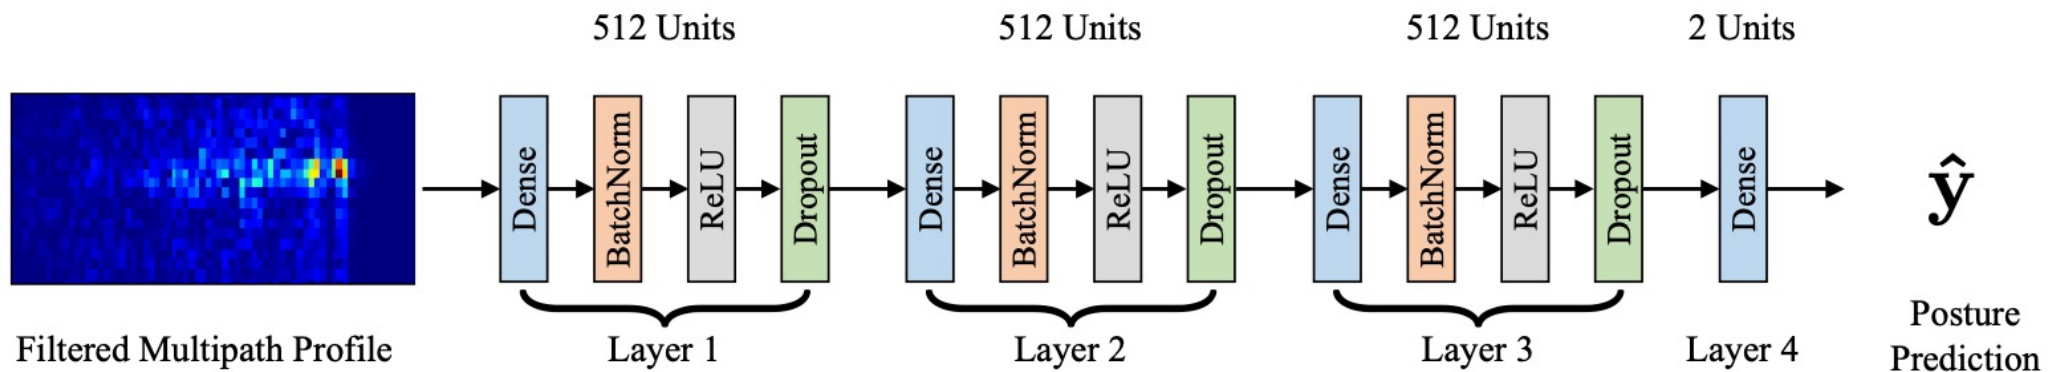 512 Units
512 Units
512 Units
2 Units
Dense
BatchNorm
ReLU
Dropout
Dense
BatchNorm
ReLU
Dropout
Dense
BatchNorm
ReLU
Dropout
Dense
ŷ
Filtered Multipath Profile
Layer 1
Layer 2
Layer 3
Layer 4
Posture
Prediction